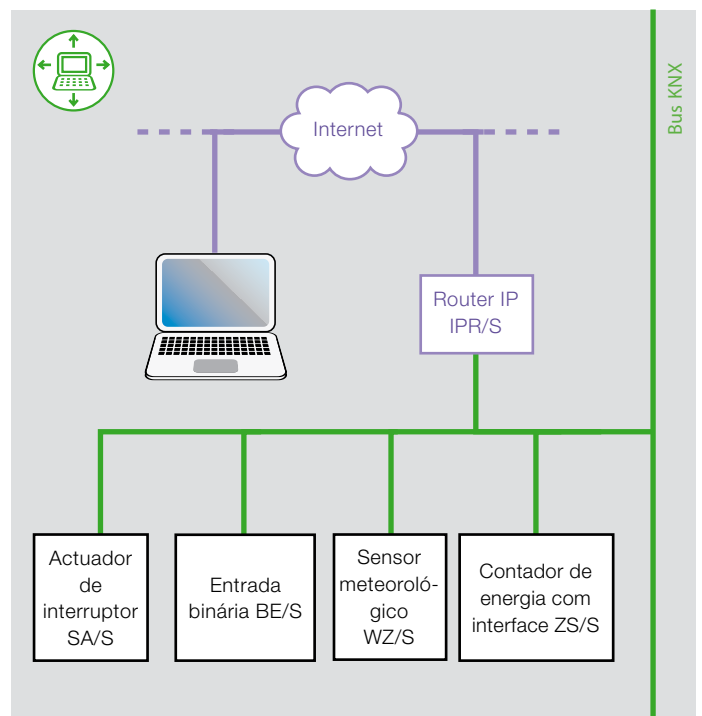 Bus KNX
Internet
Router IP
IPR/S
Actuador
de
interruptor
SA/S
Entrada
binária BE/S
Sensor
meteoroló-
gico
WZ/S
Contador de
energia com
interface ZS/S